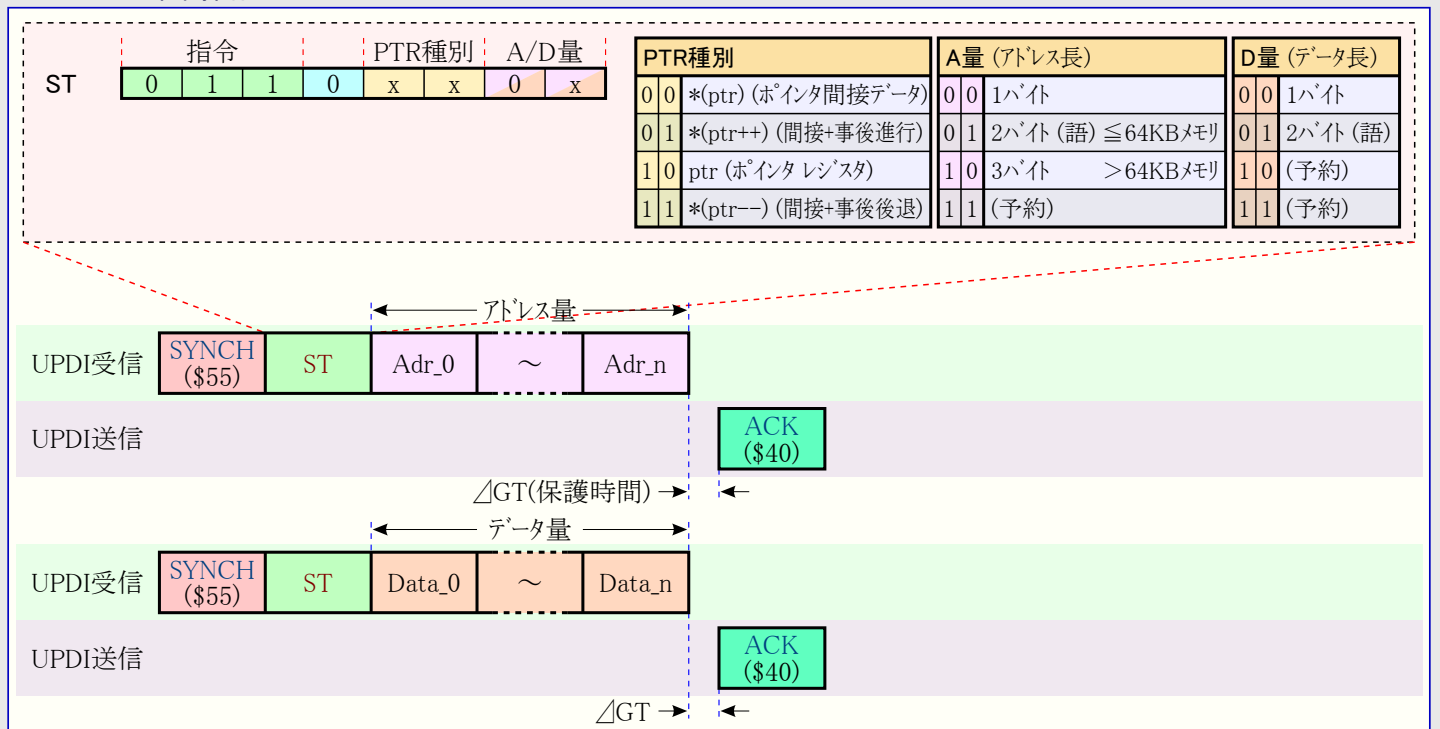 指令 PTR種別 A/D量
ST 0 1 1 0 x x 0 x
PTR種別
0 0 *(ptr) (ポインタ間接データ)
0 1 *(ptr++) (間接+事後進行)
1 0 ptr (ポインタ レジスタ)
1 1 *(ptr−−) (間接+事後後退)
A量 (アドレス長)
0 0 1バイト
0 1 2バイト (語) ≦64KBメモリ
1 0 3バイト >64KBメモリ
1 1 (予約)
D量 (データ長)
0 0 1バイト
0 1 2バイト (語)
1 0 (予約)
1 1 (予約)
アドレス量
UPDI受信 SYNCH ($55) ST Adr_0 ～ Adr_n
UPDI送信 ACK ($40)
⊿GT(保護時間)
データ量
UPDI受信 SYNCH ($55) ST Data_0 ～ Data_n
UPDI送信 ACK ($40)
⊿GT